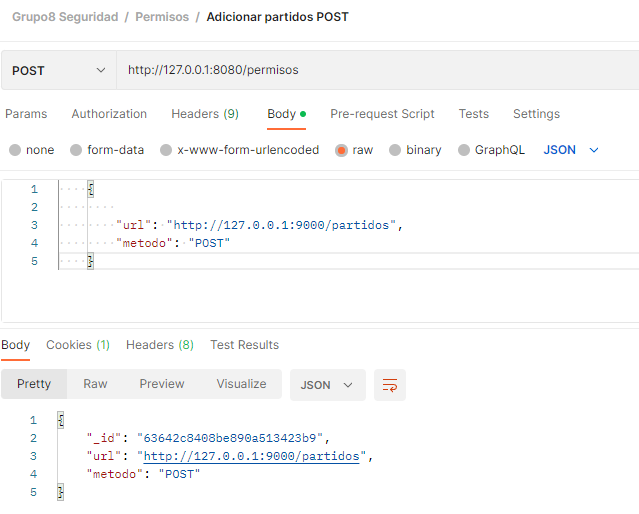 Grupo8 Seguridad / Permisos / Adicionar partidos POST
POST http://127.0.0.1:8080/permisos
Params Authorization Headers (9) Body Pre-request Script Tests Settings
none form-data x-www-form-urlencoded raw binary GraphQL JSON
1 {
2
3 "url": "http://127.0.0.1:9000/partidos",
4 "metodo": "POST"
5 }
Body Cookies (1) Headers (8) Test Results
Pretty Raw Preview Visualize JSON
1 {
2 "_id": "63642c8408be890a513423b9",
3 "url": "http://127.0.0.1:9000/partidos",
4 "metodo": "POST"
5 }